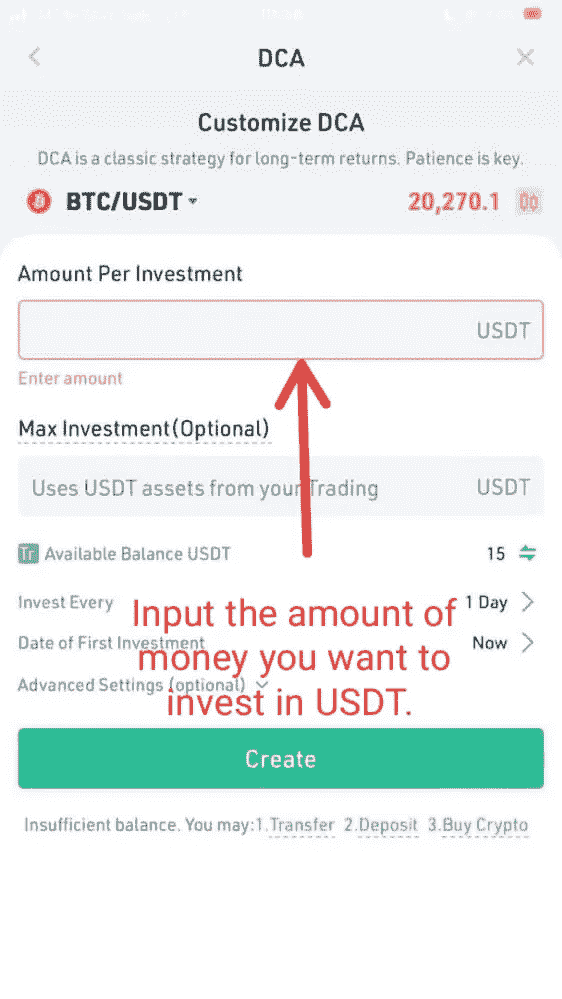 DCA
Customize DCA
DCA is a classic strategy for long-term returns. Patience is key.
BTC/USDT 20,270.1
Amount Per Investment
USDT
Enter amount
Max Investment(Optional)
Uses USDT assets from your Trading USDT
Tr Available Balance USDT 15
Invest Every 1 Day
Date of First Investment Now
Advanced Settings (optional)
Input the amount of
money you want to
invest in USDT.
Create
Insufficient balance. You may:1.Transfer 2.Deposit 3.Buy Crypto